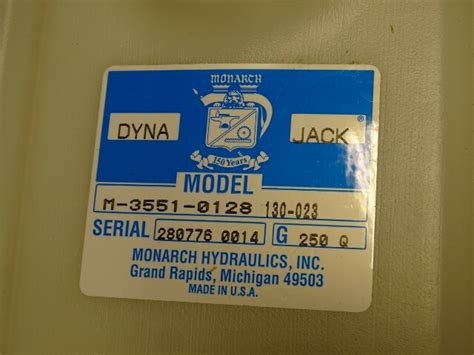 MONARCH
DYNA JACK®
150 Years
MODEL
M-3551-0128 130-023
SERIAL 280776 0014 G 250 Q
MONARCH HYDRAULICS, INC.
Grand Rapids, Michigan 49503
MADE IN U.S.A.